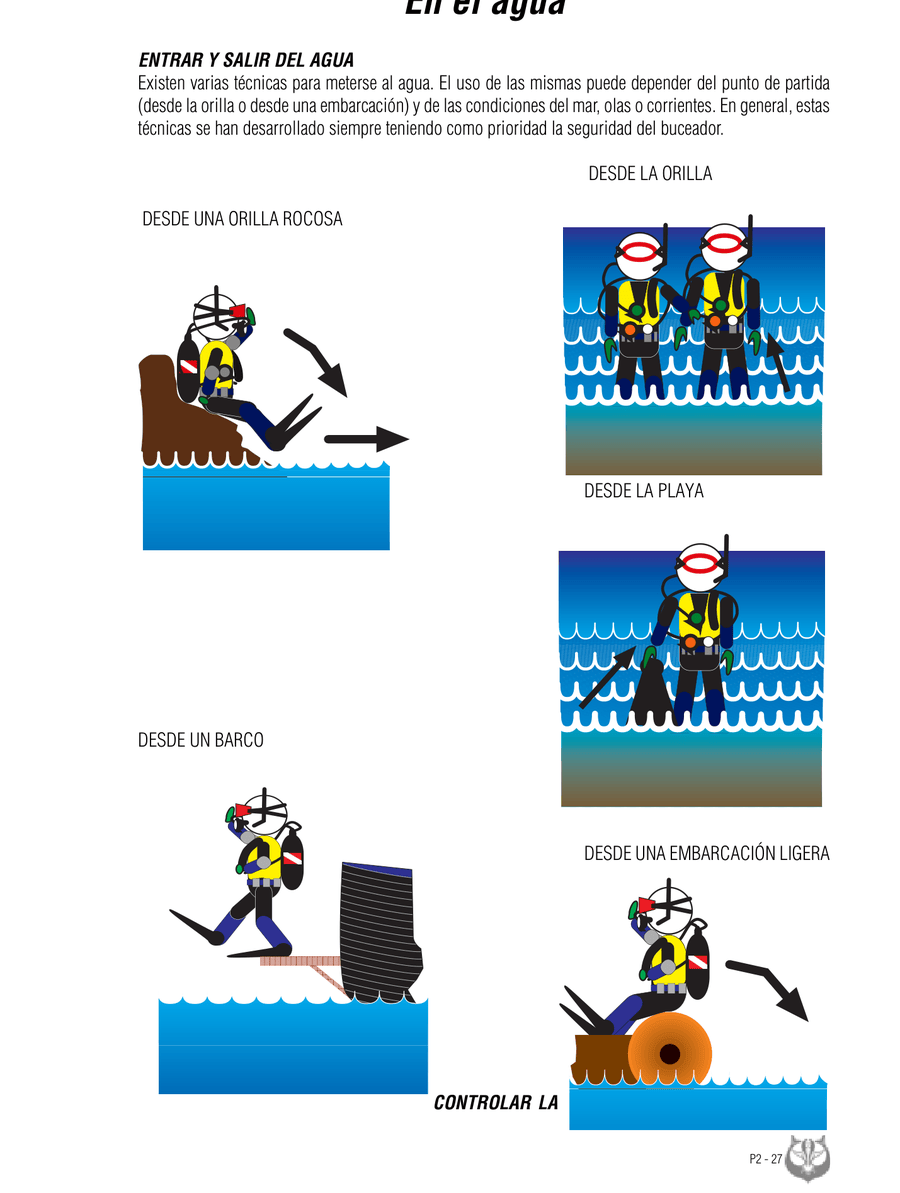 En el agua
ENTRAR Y SALIR DEL AGUA
Existen varias técnicas para meterse al agua. El uso de las mismas puede depender del punto de partida
(desde la orilla o desde una embarcación) y de las condiciones del mar, olas o corrientes. En general, estas
técnicas se han desarrollado siempre teniendo como prioridad la seguridad del buceador.
DESDE LA ORILLA
DESDE UNA ORILLA ROCOSA
DESDE LA PLAYA
DESDE UN BARCO
DESDE UNA EMBARCACIÓN LIGERA
CONTROLAR LA
P2 - 27